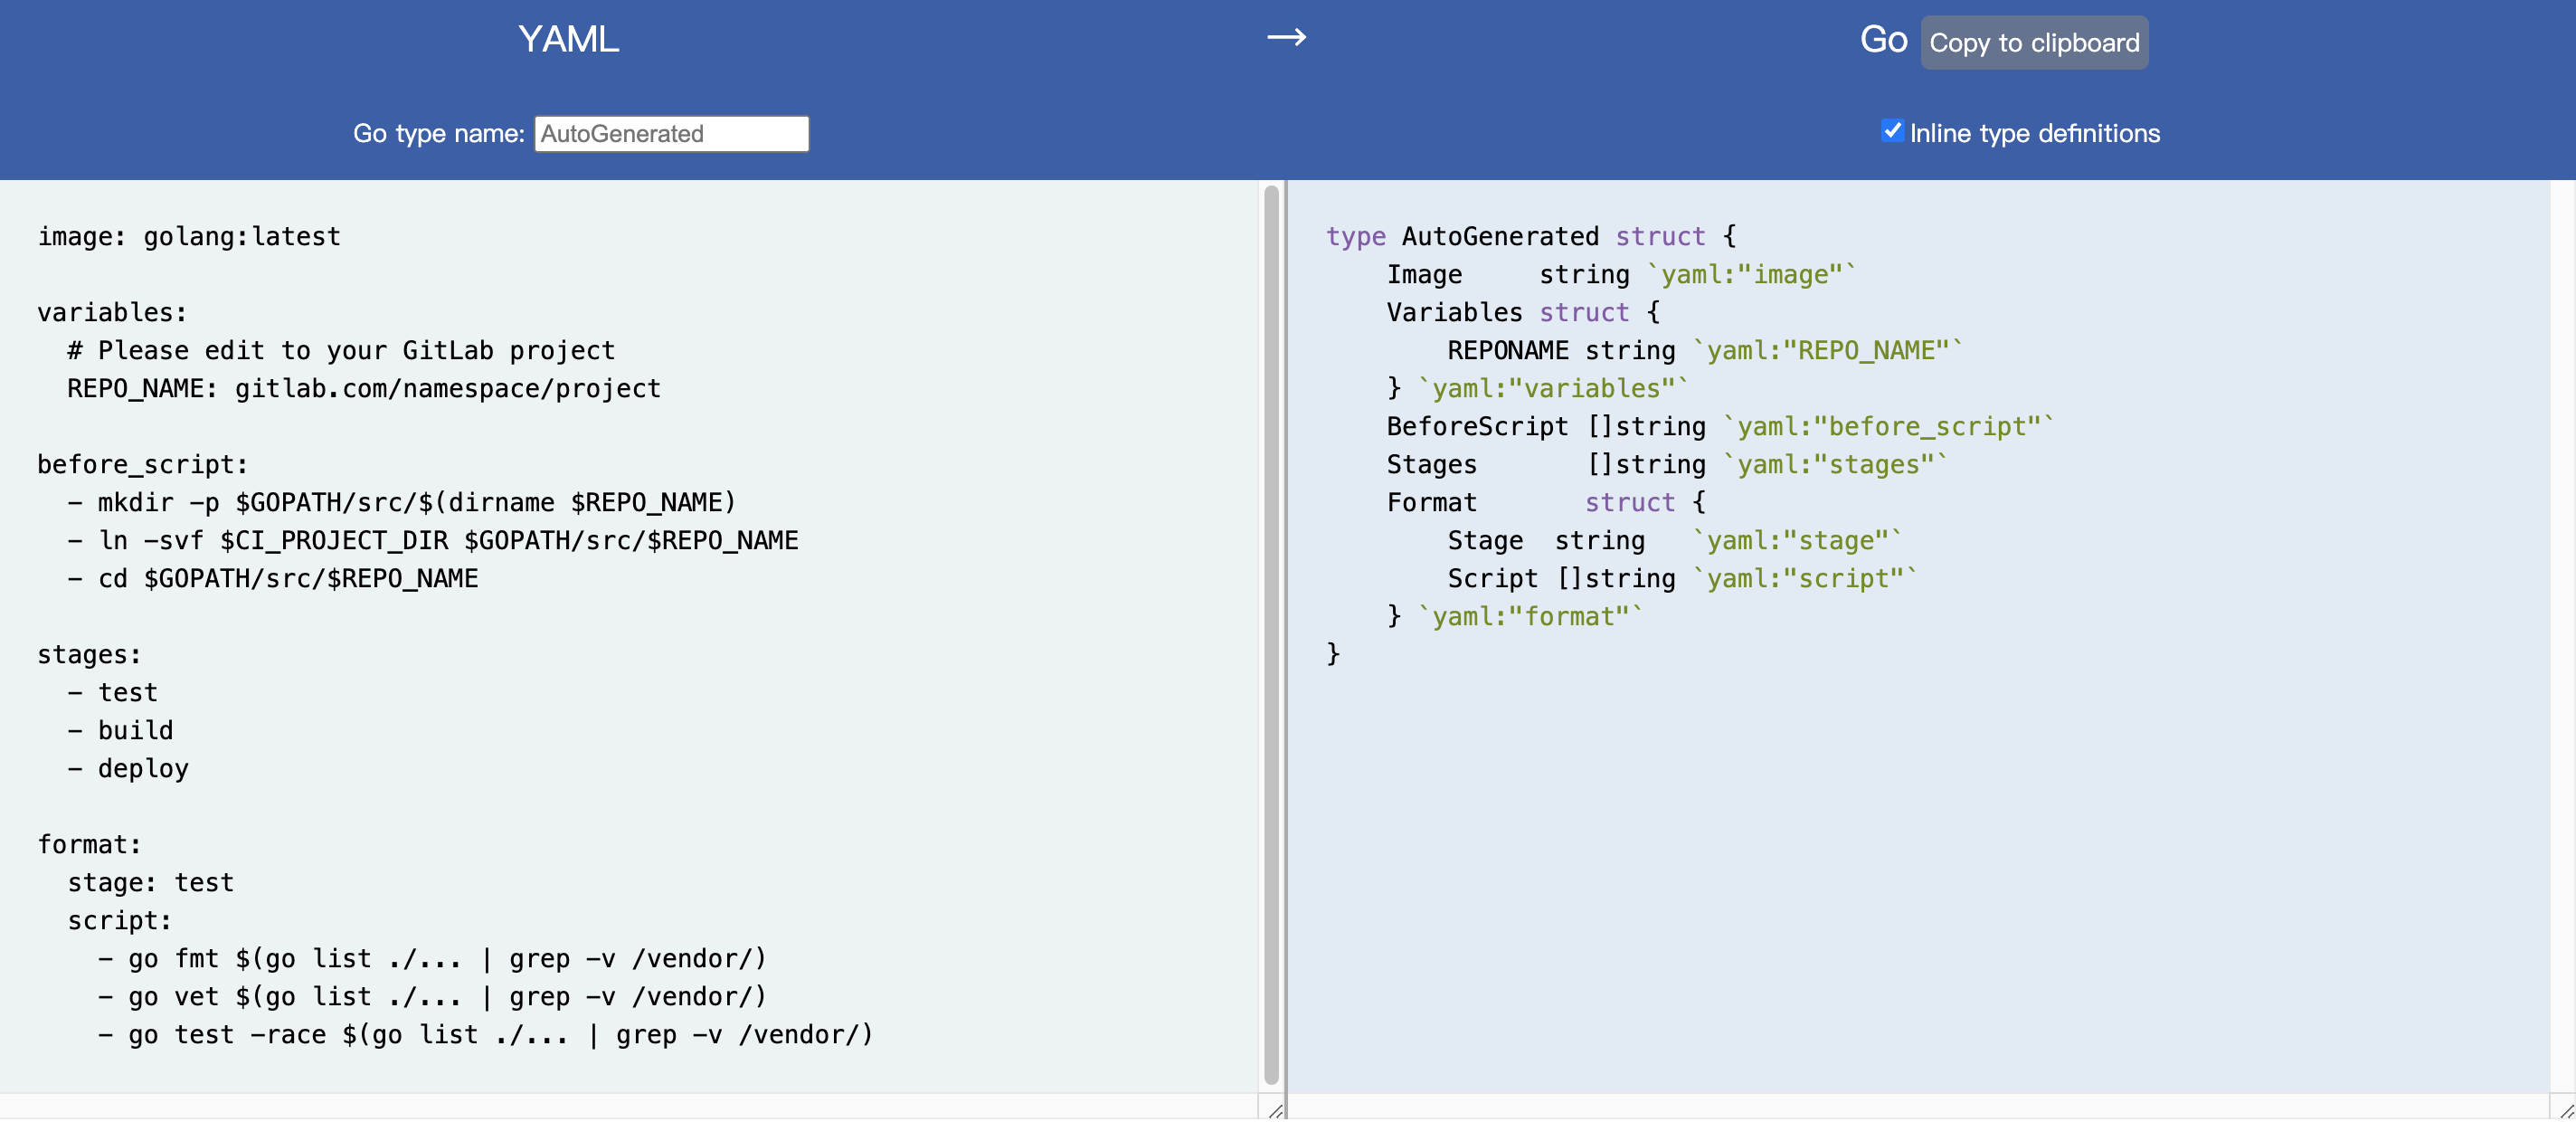 YAML
→
Go Copy to clipboard
Go type name: AutoGenerated
Inline type definitions
image: golang:latest

variables:
  # Please edit to your GitLab project
  REPO_NAME: gitlab.com/namespace/project

before_script:
  - mkdir -p $GOPATH/src/$(dirname $REPO_NAME)
  - ln -svf $CI_PROJECT_DIR $GOPATH/src/$REPO_NAME
  - cd $GOPATH/src/$REPO_NAME

stages:
  - test
  - build
  - deploy

format:
  stage: test
  script:
    - go fmt $(go list ./... | grep -v /vendor/)
    - go vet $(go list ./... | grep -v /vendor/)
    - go test -race $(go list ./... | grep -v /vendor/)
type AutoGenerated struct {
    Image     string `yaml:"image"`
    Variables struct {
        REPONAME string `yaml:"REPO_NAME"`
    } `yaml:"variables"`
    BeforeScript []string `yaml:"before_script"`
    Stages       []string `yaml:"stages"`
    Format       struct {
        Stage  string   `yaml:"stage"`
        Script []string `yaml:"script"`
    } `yaml:"format"`
}